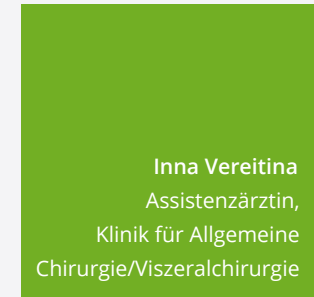 Inna Vereitina
Assistenzärztin,
Klinik für Allgemeine
Chirurgie/Viszeralchirurgie